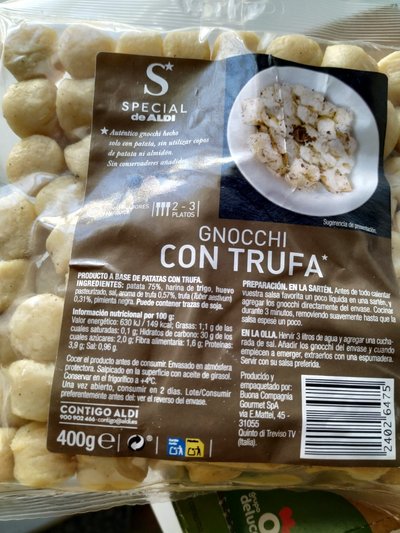 S*
SPECIAL
de ALDI
* Auténtico gnocchi hecho
solo con patata, sin utilizar copos
de patata ni almidón.
Sin conservadores añadidos.
2 - 3
PLATOS
Sugerencia de presentación.
GNOCCHI
CON TRUFA*
PRODUCTO A BASE DE PATATAS CON TRUFA.
INGREDIENTES: patata 75%, harina de trigo, huevo
pasteurizado, sal, aroma de trufa 0,57%, trufa (Tuber aestivum)
0,31%, pimienta negra. Puede contener trazas de soja.
Información nutricional por 100 g:
Valor energético: 630 kJ / 149 kcal; Grasas: 1,1 g de las
cuales saturadas: 0,1 g; Hidratos de carbono: 30 g de los
cuales azúcares: 2,0 g; Fibra alimentaria: 1,6 g; Proteínas:
3,9 g; Sal: 0,96 g.
Cocer el producto antes de consumir. Envasado en atmósfera
protectora. Salpicado en la superficie con aceite de girasol.
Conservar en el frigorífico a +4°C.
Una vez abierto, consumir en 2 días. Lote/Consumir
preferentemente antes del: ver el reverso del envase.
CONTIGO ALDI
900 902 466 · contigo@aldi.es
400g e
PREPARACIÓN. EN LA SARTÉN. Antes de todo calentar
vuestra salsa favorita un poco líquida en una sartén, y
agregar los gnocchi directamente del envase. Cocinar
durante 3 minutos, removiendo suavemente hasta que la
salsa espese un poco.
EN LA OLLA. Hervir 3 litros de agua y agregar una cucha-
rada de sal. Añadir los gnocchi del envase y cuando
empiecen a emerger, extraerlos con una espumadera.
Servir con su salsa preferida.
Producido y
empaquetado por:
Buona Compagnia
Gourmet SpA
via E.Mattei, 45 -
31055
Quinto di Treviso TV
(Italia).
2402 6475